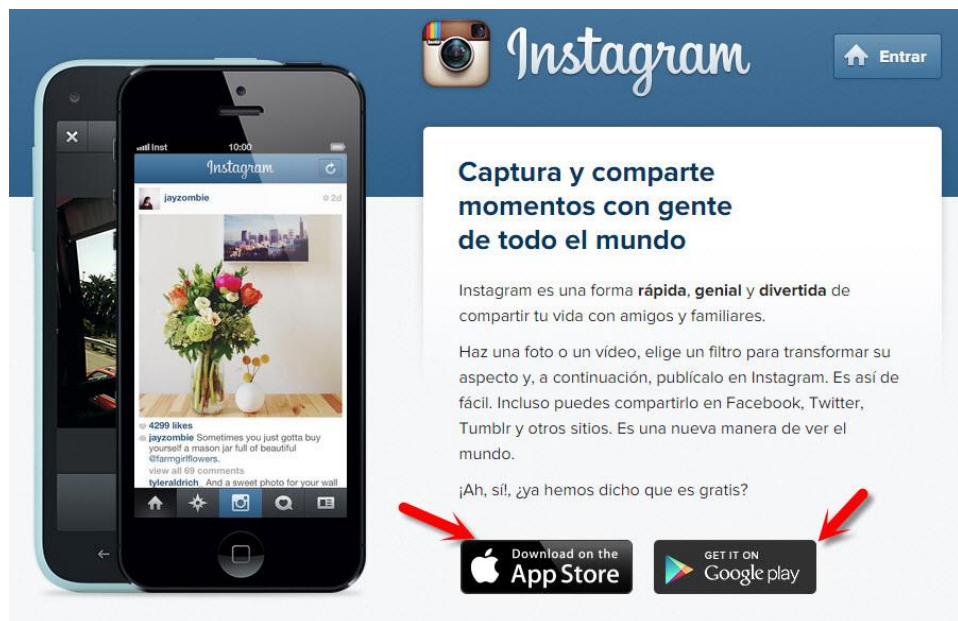 Instagram
Entrar
Inst 10:00
Instagram
jayzombie 2d
4299 likes
jayzombie Sometimes you just gotta buy
yourself a mason jar full of beautiful
@farmgirlflowers.
view all 69 comments
tyleraldrich And a sweet photo for your wall
Captura y comparte
momentos con gente
de todo el mundo
Instagram es una forma rápida, genial y divertida de
compartir tu vida con amigos y familiares.
Haz una foto o un vídeo, elige un filtro para transformar su
aspecto y, a continuación, publícalo en Instagram. Es así de
fácil. Incluso puedes compartirlo en Facebook, Twitter,
Tumblr y otros sitios. Es una nueva manera de ver el
mundo.
¡Ah, sí!, ¿ya hemos dicho que es gratis?
Download on the
App Store
GET IT ON
Google play